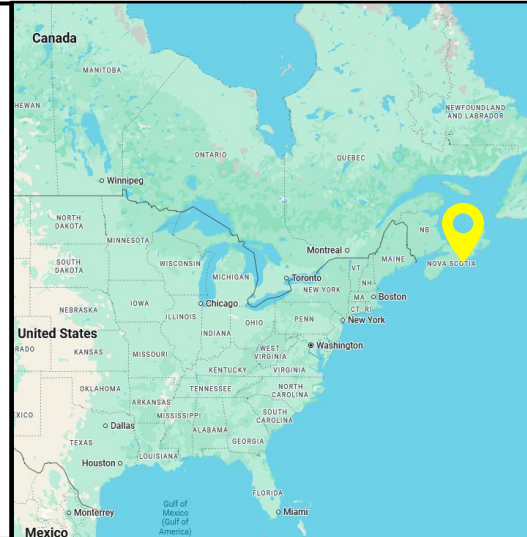 Canada
MANITOBA
HEWAN
NEWFOUNDLAND
AND LABRADOR
ONTARIO
QUEBEC
Winnipeg
NORTH
DAKOTA
MINNESOTA
Montreal
NB
MAINE
NOVA SCOTIA
SOUTH
DAKOTA
WISCONSIN
MICHIGAN
Toronto
VT
NH
NEW YORK
MA
Boston
CT
RI
NEBRASKA
IOWA
Chicago
ILLINOIS
INDIANA
OHIO
PENN
New York
United States
RADO
KANSAS
MISSOURI
WEST
VIRGINIA
Washington
KENTUCKY
VIRGINIA
OKLAHOMA
TENNESSEE
NORTH
CAROLINA
ARKANSAS
EXICO
MISSISSIPPI
SOUTH
CAROLINA
Dallas
ALABAMA
GEORGIA
TEXAS
LOUISIANA
Houston
FLORIDA
Monterrey
Gulf of
Mexico
(Gulf of
America)
Miami
Mexico